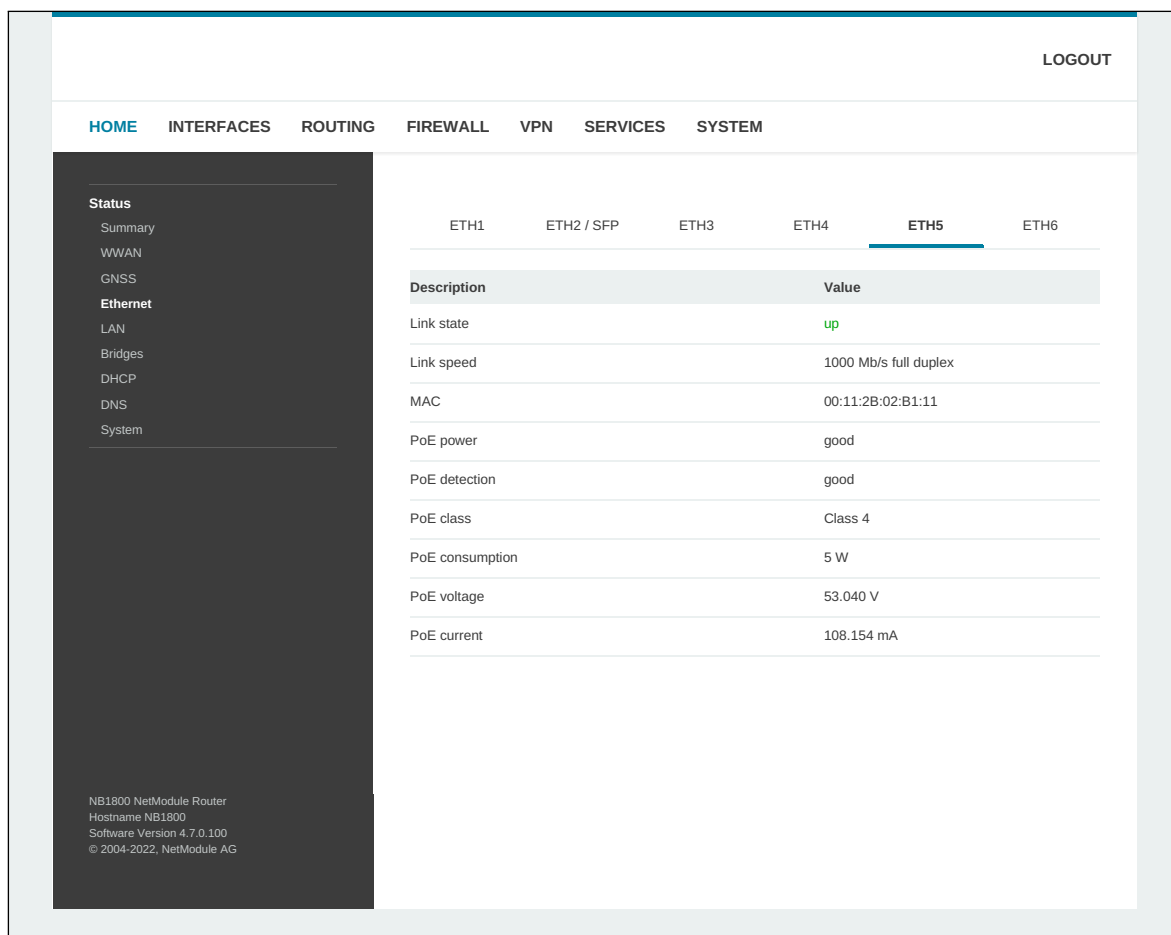 LOGOUT
HOME INTERFACES ROUTING FIREWALL VPN SERVICES SYSTEM
Status
Summary
WWAN
GNSS
Ethernet
LAN
Bridges
DHCP
DNS
System
NB1800 NetModule Router
Hostname NB1800
Software Version 4.7.0.100
© 2004-2022, NetModule AG
ETH1 ETH2 / SFP ETH3 ETH4 ETH5 ETH6
Description Value
Link state up
Link speed 1000 Mb/s full duplex
MAC 00:11:2B:02:B1:11
PoE power good
PoE detection good
PoE class Class 4
PoE consumption 5 W
PoE voltage 53.040 V
PoE current 108.154 mA